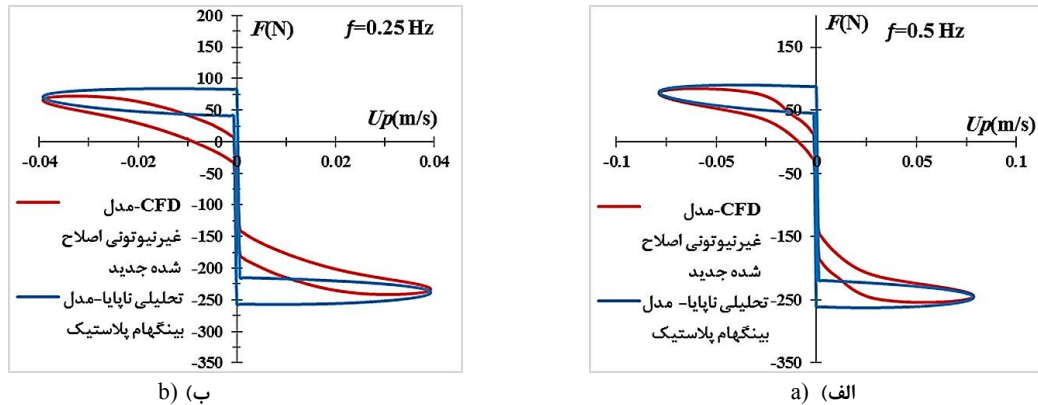 F(N)
f=0.25 Hz
200
150
100
50
0
-50
-100
-150
-200
-250
-300
-350
-0.04
-0.02
0
0.02
0.04
Up(m/s)
CFD-مدل
غیرنیوتونی اصلاح
شده جدید
تحلیلی ناپایا-مدل
بینگهام پلاستیک
ب) (b
F(N)
f=0.5 Hz
150
50
-50
-150
-250
-350
-0.1
-0.05
0
0.05
0.1
Up(m/s)
CFD-مدل
غیرنیوتونی اصلاح
شده جدید
تحلیلی ناپایا- مدل
بینگهام پلاستیک
الف) (a